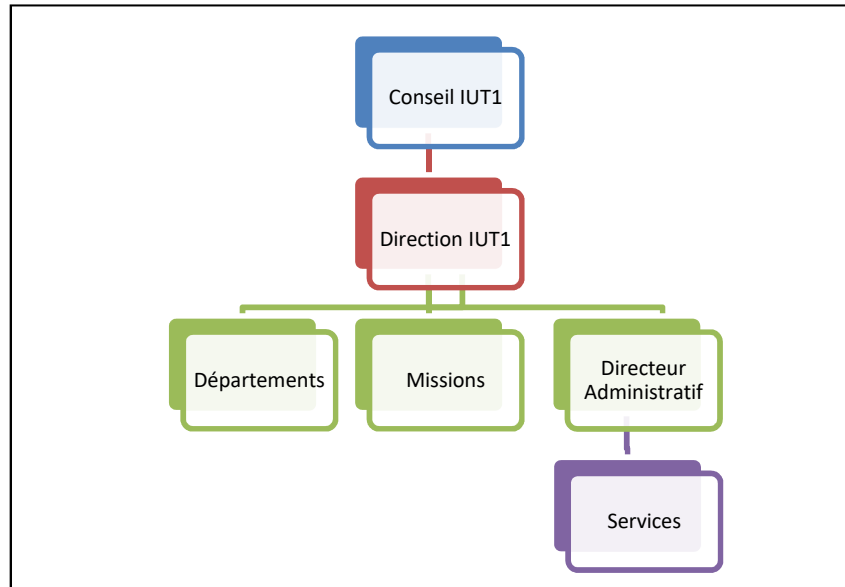 Conseil IUT1
Direction IUT1
Départements
Missions
Directeur
Administratif
Services